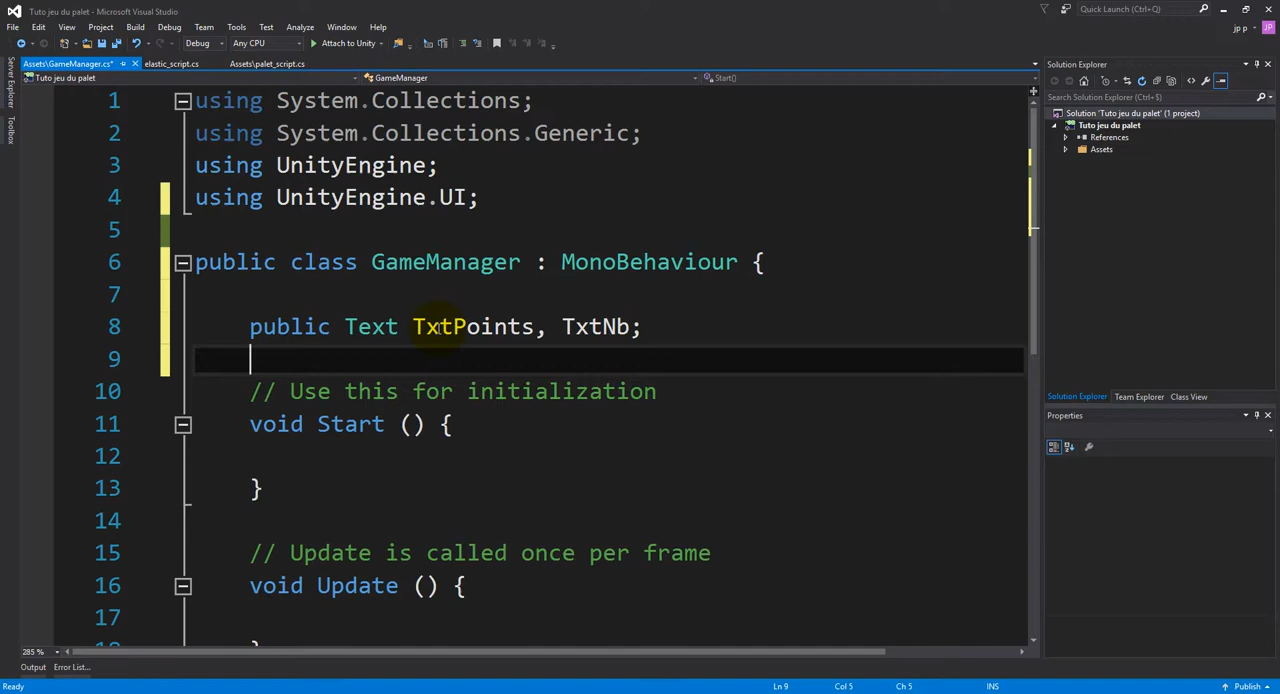 Tuto jeu du palet - Microsoft Visual Studio
Quick Launch (Ctrl+Q)
File Edit View Project Build Debug Team Tools Test Analyze Window Help
jp p
JP
Debug Any CPU Attach to Unity
Server Explorer
Toolbox
Assets\GameManager.cs* elastic_script.cs Assets\palet_script.cs
Tuto jeu du palet GameManager Start()
1 using System.Collections;
2 using System.Collections.Generic;
3 using UnityEngine;
4 using UnityEngine.UI;
5
6 public class GameManager : MonoBehaviour {
7
8 public Text TxtPoints, TxtNb;
9
10 // Use this for initialization
11 void Start () {
12
13 }
14
15 // Update is called once per frame
16 void Update () {
17
285 %
Solution Explorer
Search Solution Explorer (Ctrl+$)
Solution 'Tuto jeu du palet' (1 project)
Tuto jeu du palet
References
Assets
Solution Explorer Team Explorer Class View
Properties
Output Error List...
Ready Ln 9 Col 5 Ch 5 INS Publish